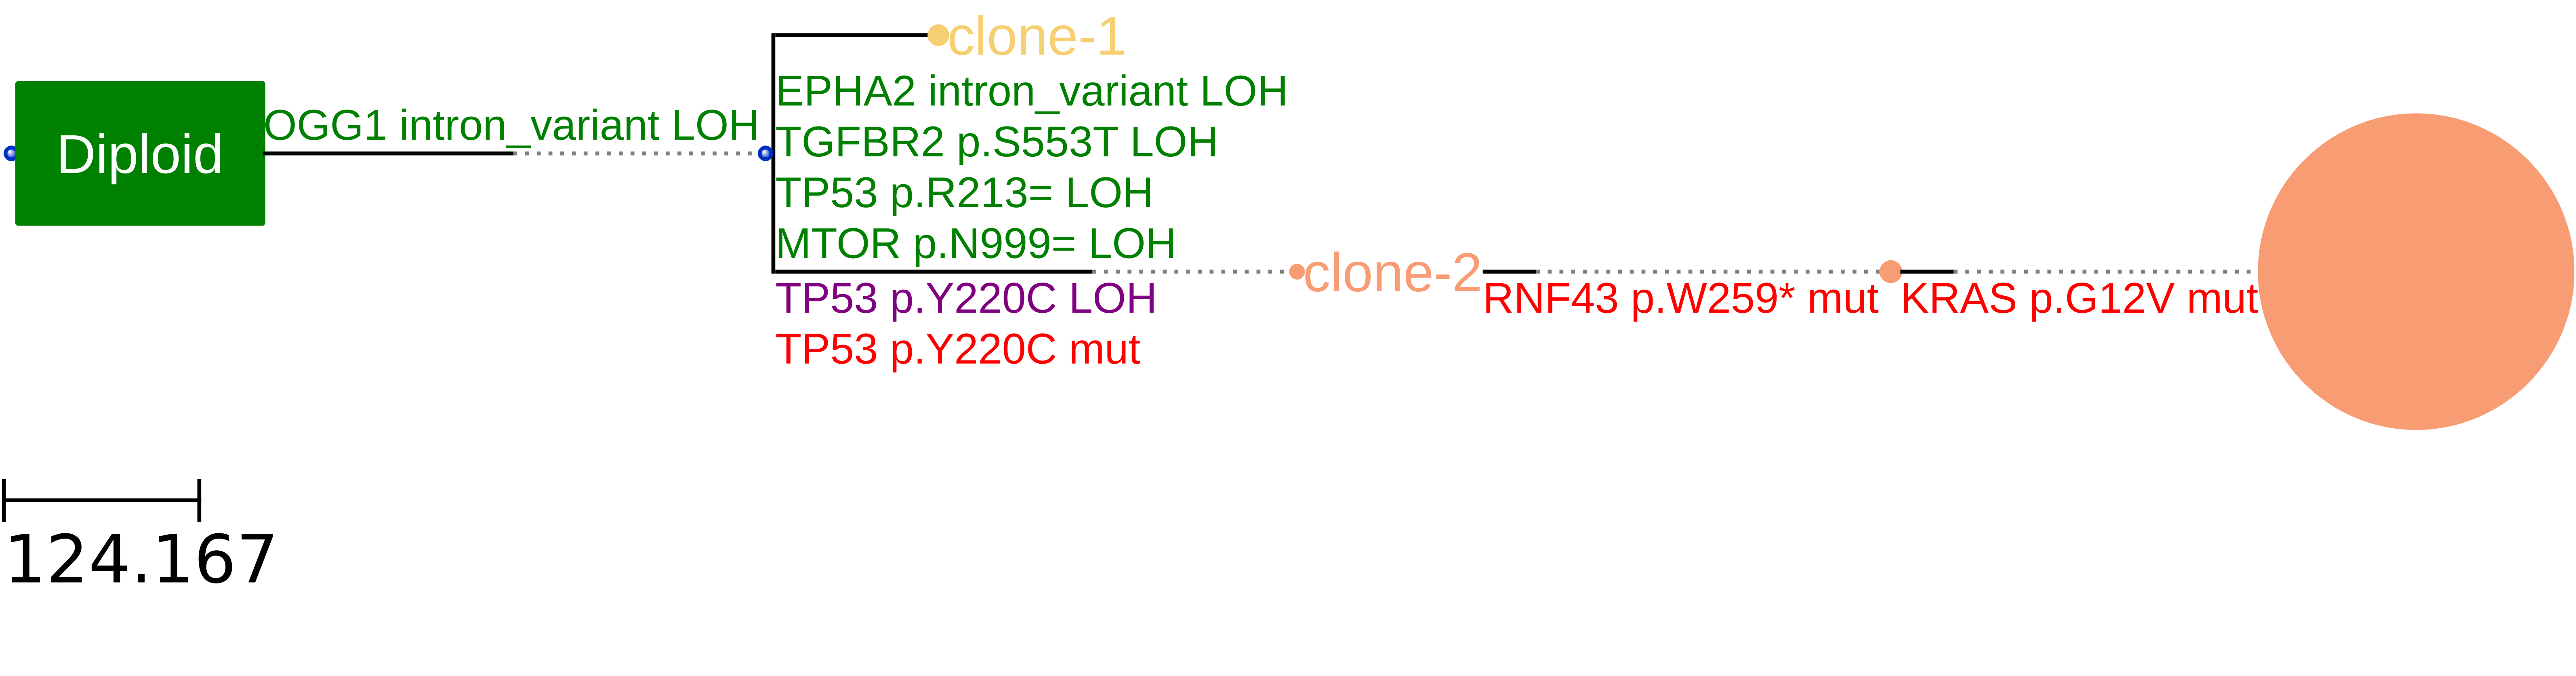 clone-1
Diploid
OGG1 intron_variant LOH
EPHA2 intron_variant LOH
TGFBR2 p.S553T LOH
TP53 p.R213= LOH
MTOR p.N999= LOH
clone-2
TP53 p.Y220C LOH
TP53 p.Y220C mut
RNF43 p.W259* mut
KRAS p.G12V mut
124.167